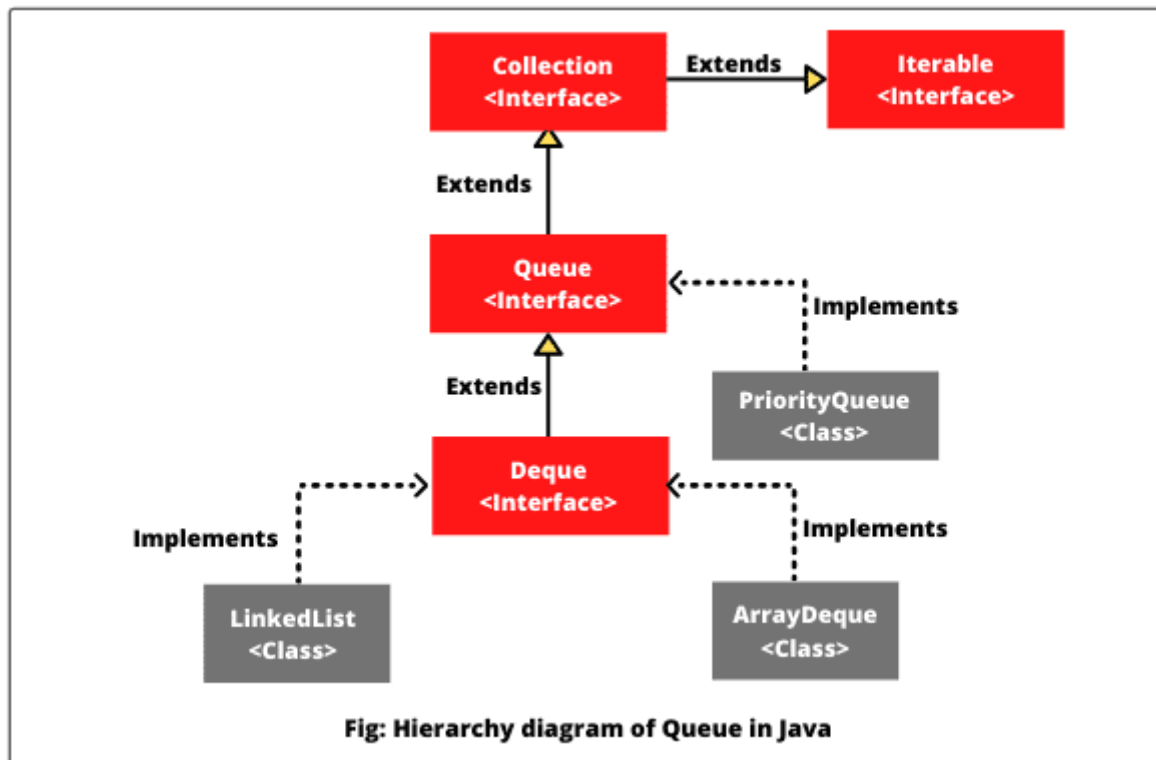 Collection
<Interface>
Extends
Iterable
<Interface>
Extends
Queue
<Interface>
Implements
PriorityQueue
<Class>
Extends
Deque
<Interface>
Implements
LinkedList
<Class>
Implements
ArrayDeque
<Class>
Fig: Hierarchy diagram of Queue in Java